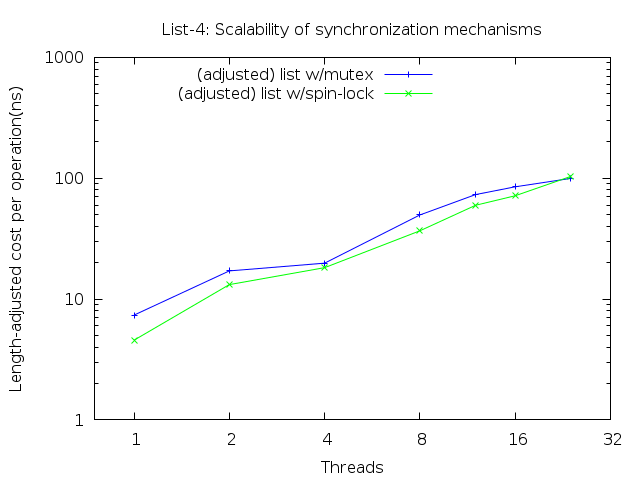 List-4: Scalability of synchronization mechanisms
1000
100
10
1
Length-adjusted cost per operation(ns)
(adjusted) list w/mutex
(adjusted) list w/spin-lock
1 2 4 8 16 32
Threads